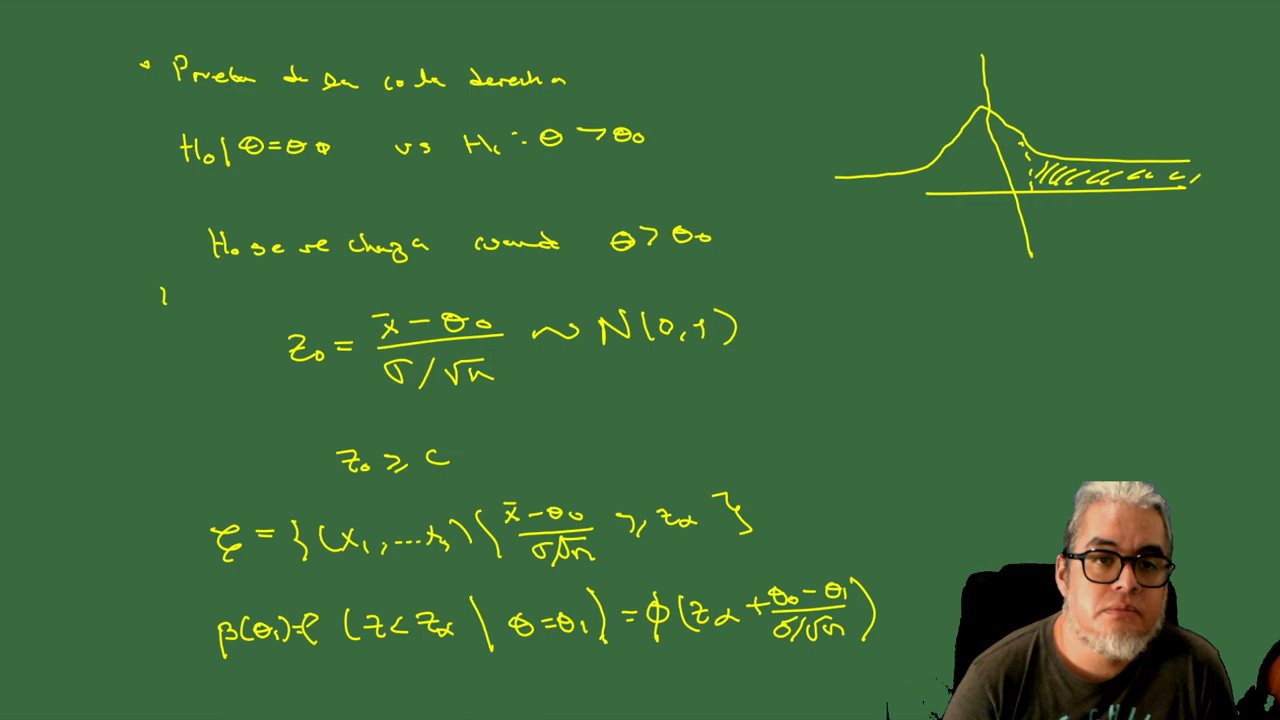 • Prueba de la cola derecha
H₀| θ=θ₀ vs H₁: θ > θ₀
H₀ se rechaza cuando θ > θ₀
Z₀ = (x̄ - θ₀)/(σ/√n) ~ N(0,1)
Z₀ ≥ c
ζ = {(x₁,...xₙ) | (x̄ - θ₀)/(σ/√n) ≥ z_α }
β(θ₁)=P (Z < Z_α | θ=θ₁) = ϕ(Z_α + (θ₀ - θ₁)/(σ/√n))